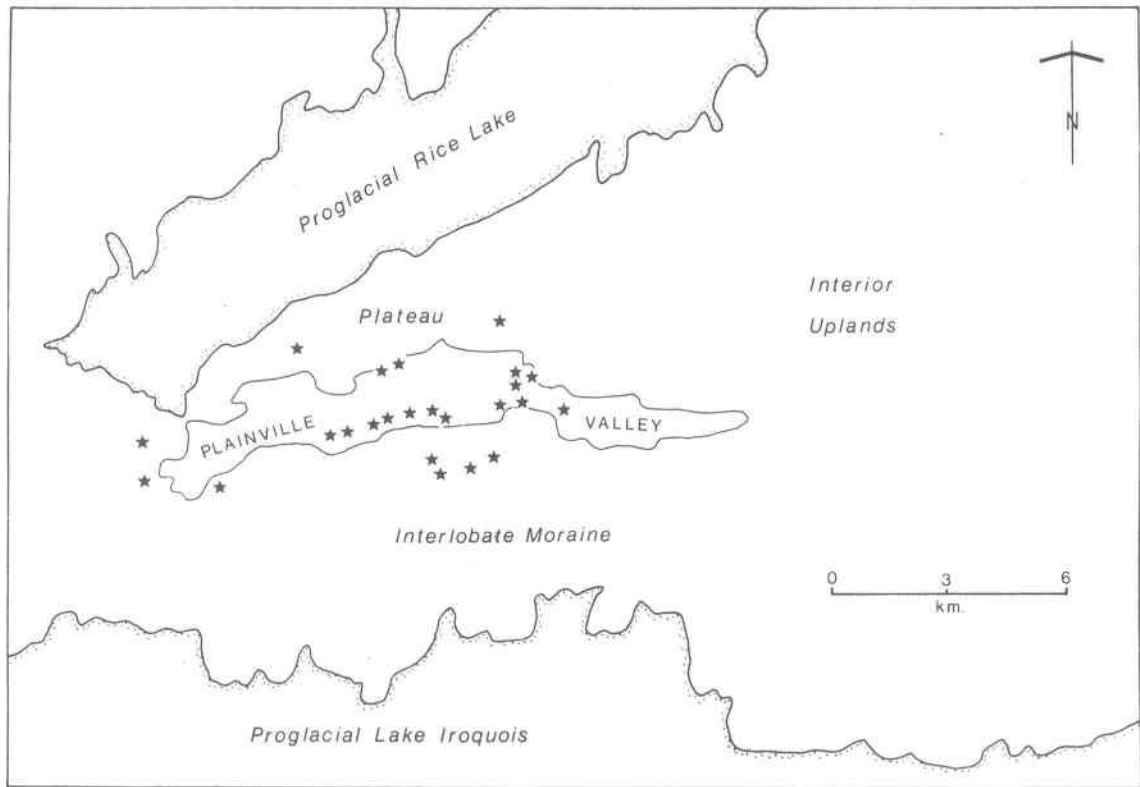 N
Proglacial Rice Lake
Interior
Uplands
Plateau
PLAINVILLE
VALLEY
Interlobate Moraine
0 3 6
km.
Proglacial Lake Iroquois